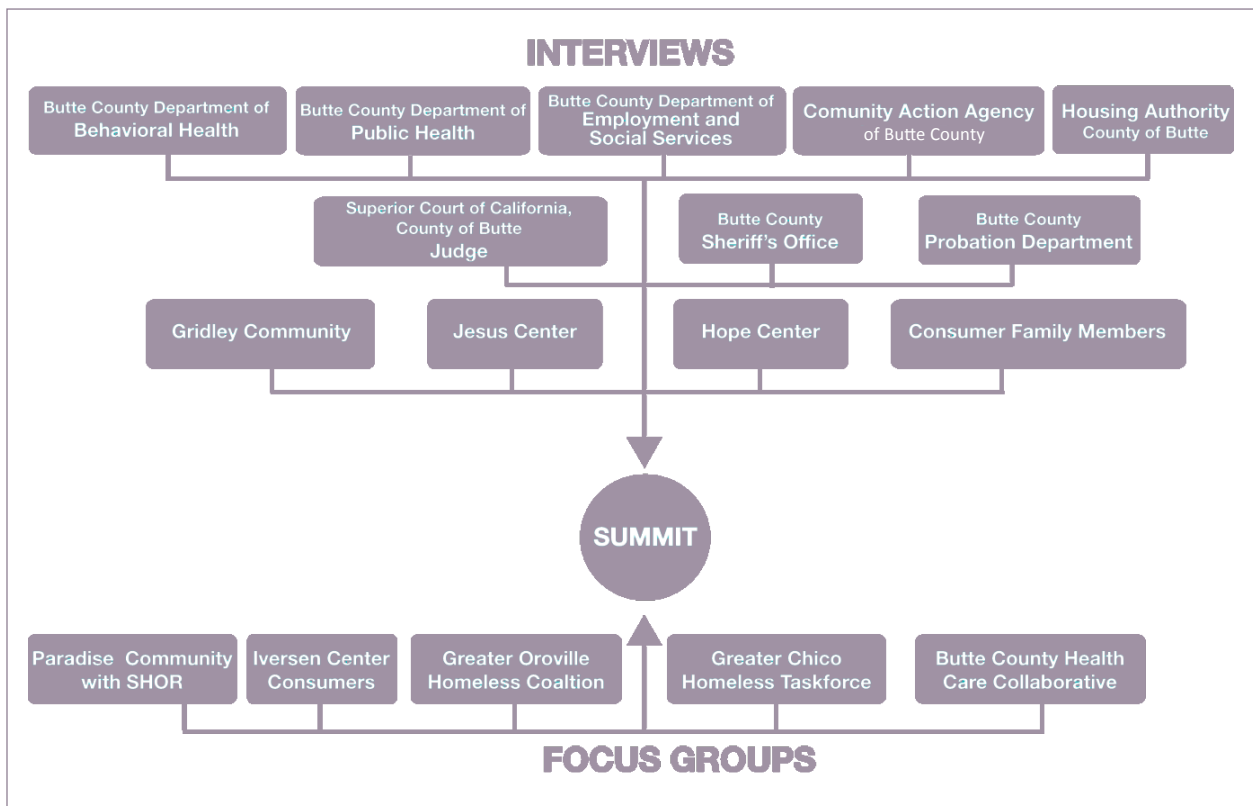 INTERVIEWS
Butte County Department of
Behavioral Health
Butte County Department of
Public Health
Butte County Department of
Employment and
Social Services
Comunity Action Agency
of Butte County
Housing Authority
County of Butte
Superior Court of California,
County of Butte
Judge
Butte County
Sheriff's Office
Butte County
Probation Department
Gridley Community
Jesus Center
Hope Center
Consumer Family Members
SUMMIT
Paradise Community
with SHOR
Iversen Center
Consumers
Greater Oroville
Homeless Coaltion
Greater Chico
Homeless Taskforce
Butte County Health
Care Collaborative
FOCUS GROUPS